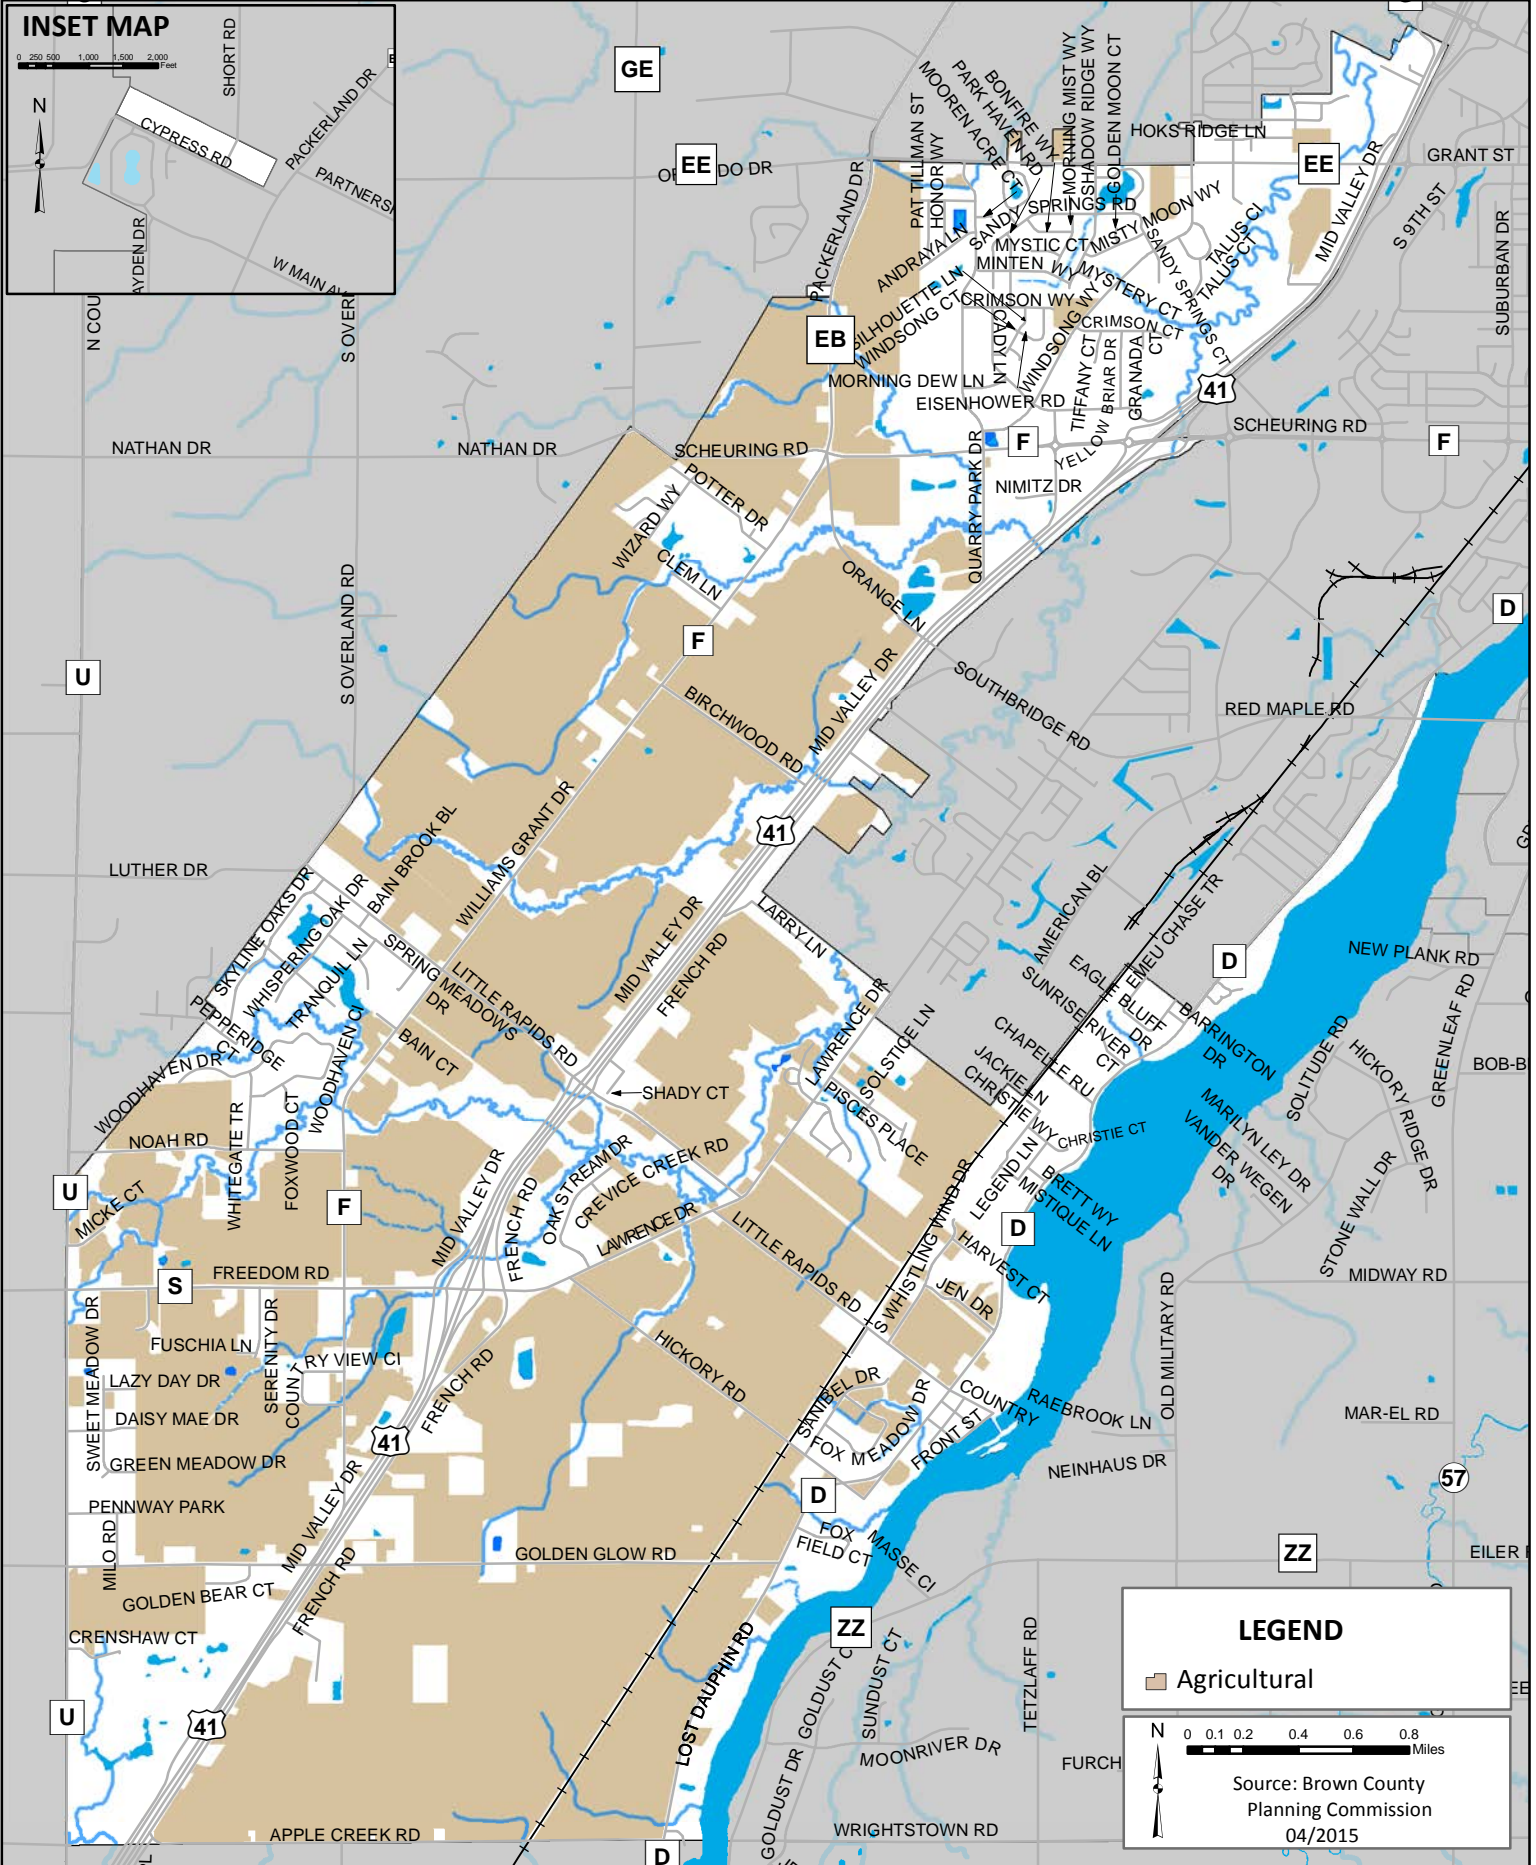 INSET MAP
0 250 500 1,000 1,500 2,000
Feet
N
SHORT RD
PACKERLAND DR
CYPRESS RD
W MAIN AV
GE
EE
EE
HOKS RIDGE LN
GRANT ST
PAT TILLMAN ST
HONOR WY
MOOREN ACRE CT
PARK HAVEN RD
BONFIRE WY
MORNING MIST WY
SHADOW RIDGE WY
GOLDEN MOON CT
PACKERLAND DR
SANDY SPRINGS RD
MISTY MOON WY
MYSTIC CT
ANDRAYA LN
MINTEN WY
MYSTERY CT
SANDY SPRINGS CT
TALUS CI
TALUS CT
MID VALLEY DR
S 9TH ST
SUBURBAN DR
SILHOUETTE LN
WINDSONG CT
CRIMSON WY
CADY LN
WINDSONG WY
CRIMSON CT
TIFFANY CT
YELLOW BRIAR DR
GRANADA CT
EB
MORNING DEW LN
EISENHOWER RD
41
F
SCHEURING RD
F
NATHAN DR
NATHAN DR
SCHEURING RD
POTTER DR
WIZARD WY
CLEM LN
QUARRY PARK DR
NIMITZ DR
ORANGE LN
S OVERLAND RD
D
U
F
BIRCHWOOD RD
MID VALLEY DR
SOUTHBRIDGE RD
RED MAPLE RD
41
LUTHER DR
BAIN BROOK BL
WILLIAMS GRANT DR
SKYLINE OAKS DR
WHISPERING OAK DR
TRANQUIL LN
SPRING MEADOWS DR
LITTLE RAPIDS RD
MID VALLEY DR
FRENCH RD
LARRY LN
AMERICAN BL
EMEU CHASE TR
D
NEW PLANK RD
SUNRISE RIVER CT
EAGLE BLUFF DR
BARRINGTON DR
GREENLEAF RD
PEPPERIDGE CT
WOODHAVEN DR
WOODHAVEN CI
BAIN CT
LAWRENCE DR
SOLSTICE LN
CHAPELLE RU
JACKIE LN
CHRISTIE WY
CHRISTIE CT
SOLITUDE RD
HICKORY RIDGE DR
SHADY CT
PISCES PLACE
MARILYN LEY DR
VANDER WEGEN DR
NOAH RD
WHITEGATE TR
FOXWOOD CT
U
MICKE CT
F
MID VALLEY DR
FRENCH RD
OAK STREAM DR
CREVICE CREEK RD
LAWRENCE DR
LITTLE RAPIDS RD
S WHISTLING WIND DR
LEGEND LN
BRETT WY
MISTIQUE LN
D
HARVEST CT
JEN DR
STONE WALL DR
MIDWAY RD
S
FREEDOM RD
SWEET MEADOW DR
FUSCHIA LN
SERENITY DR
COUNTRY VIEW CI
LAZY DAY DR
DAISY MAE DR
GREEN MEADOW DR
PENNWAY PARK
MILO RD
41
FRENCH RD
MID VALLEY DR
FRENCH RD
HICKORY RD
SANIBEL DR
FOX MEADOW DR
FRONT ST
COUNTRY
RAEBROOK LN
OLD MILITARY RD
MAR-EL RD
NEINHAUS DR
57
D
FOX FIELD CT
MASSE CI
GOLDEN GLOW RD
GOLDEN BEAR CT
CRENSHAW CT
ZZ
ZZ
U
41
LOST DAUPHIN RD
SUNDUST CT
TETZLAFF RD
GOLDUST DR
MOONRIVER DR
APPLE CREEK RD
WRIGHTSTOWN RD
D
LEGEND
Agricultural
N
0 0.1 0.2 0.4 0.6 0.8
Miles
Source: Brown County
Planning Commission
04/2015